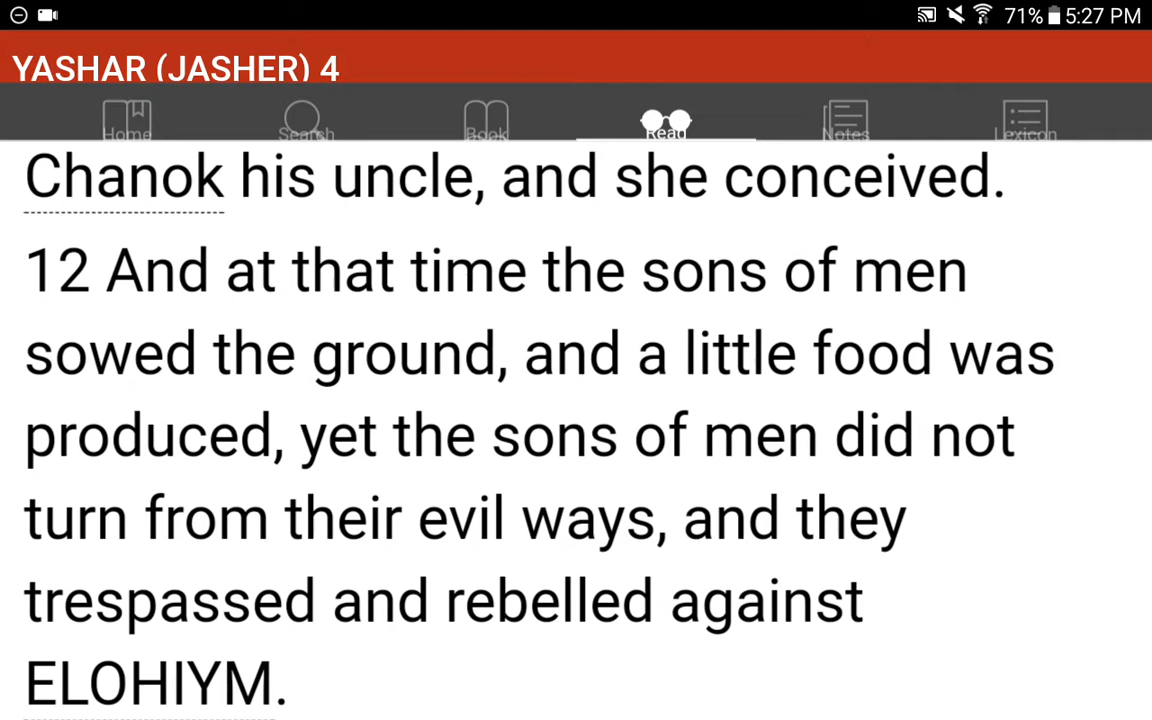 71% 5:27 PM
YASHAR (JASHER) 4
Home Search Book Read Notes Lexicon
Chanok his uncle, and she conceived.
12 And at that time the sons of men
sowed the ground, and a little food was
produced, yet the sons of men did not
turn from their evil ways, and they
trespassed and rebelled against
ELOHIYM.